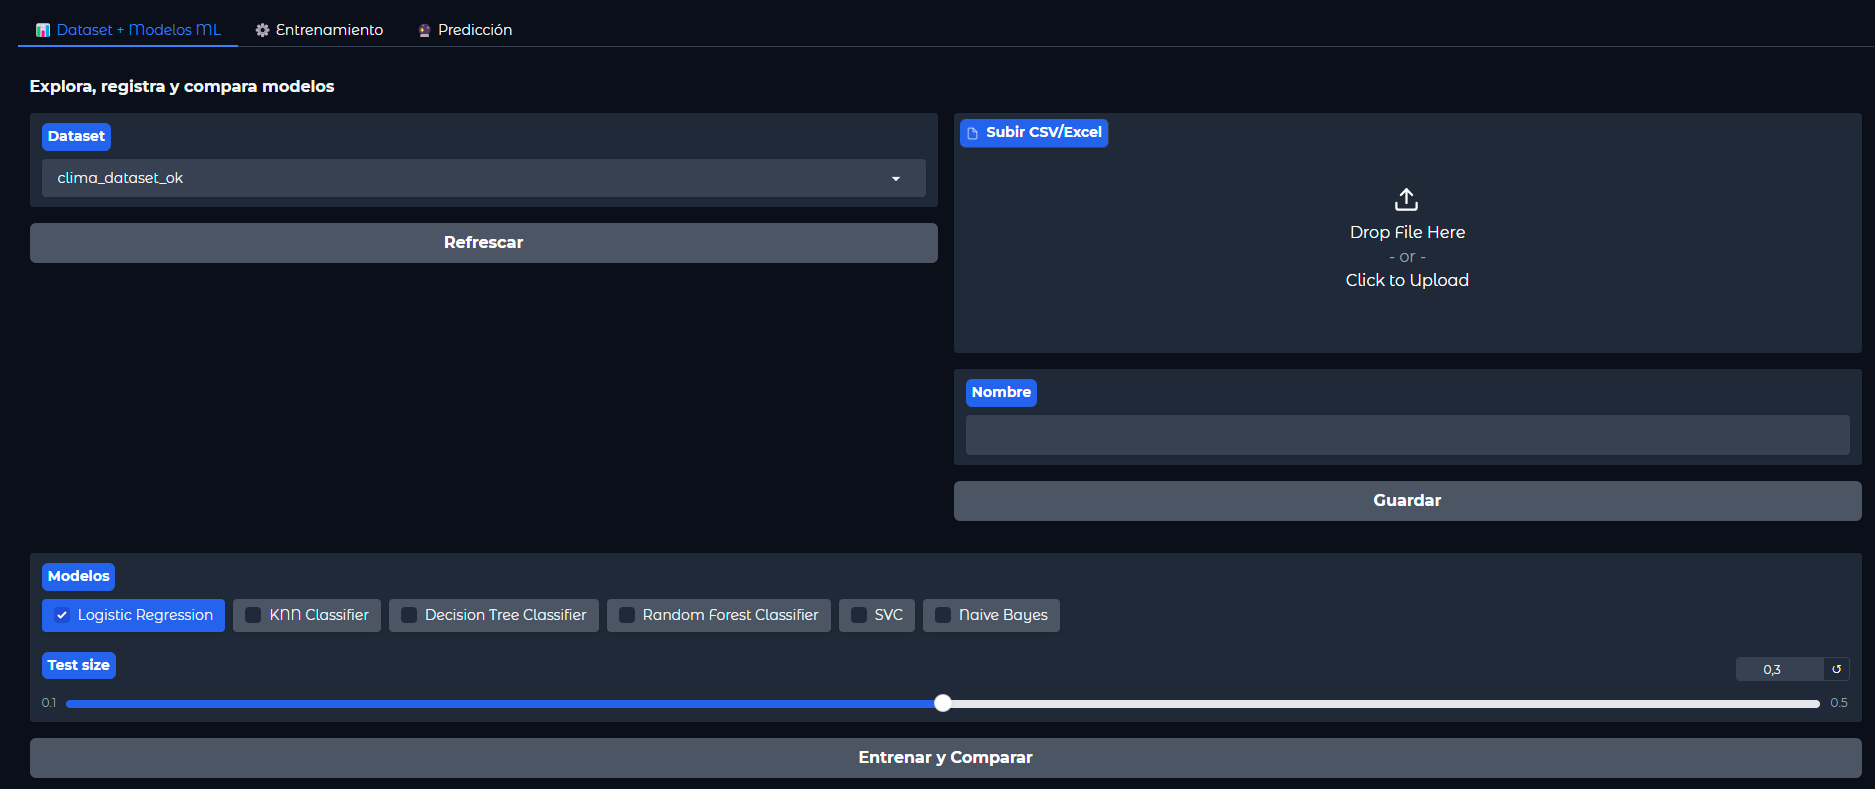 Dataset + Modelos ML
Entrenamiento
Predicción
Explora, registra y compara modelos
Dataset
clima_dataset_ok
Refrescar
Subir CSV/Excel
Drop File Here
- or -
Click to Upload
Nombre
Guardar
Modelos
Logistic Regression
KNN Classifier
Decision Tree Classifier
Random Forest Classifier
SVC
Naive Bayes
Test size
0,3
0.1
0.5
Entrenar y Comparar